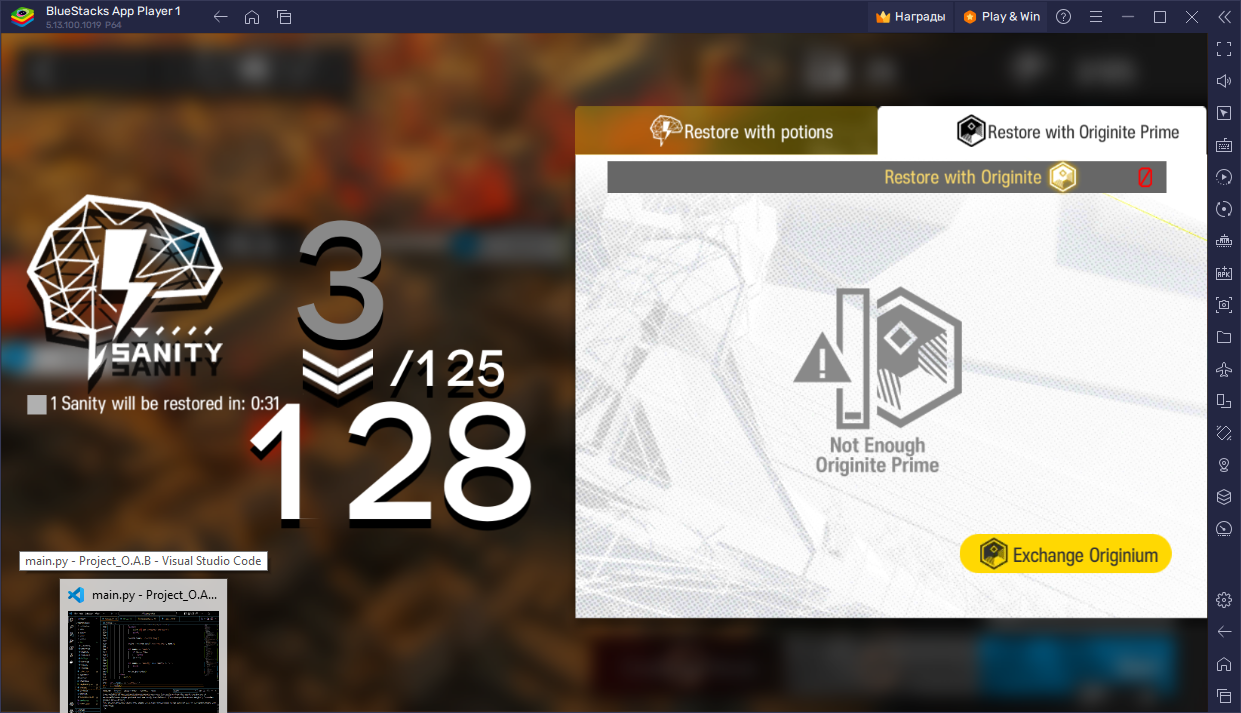 BlueStacks App Player 1
5.13.100.1019 P64
Награды
Play & Win
Restore with potions
Restore with Originite Prime
Restore with Originite
0
3
/125
128
SANITY
1 Sanity will be restored in: 0:31
Not Enough
Originite Prime
Exchange Originium
main.py - Project_O.A.B - Visual Studio Code
main.py - Project_O.A...
APK